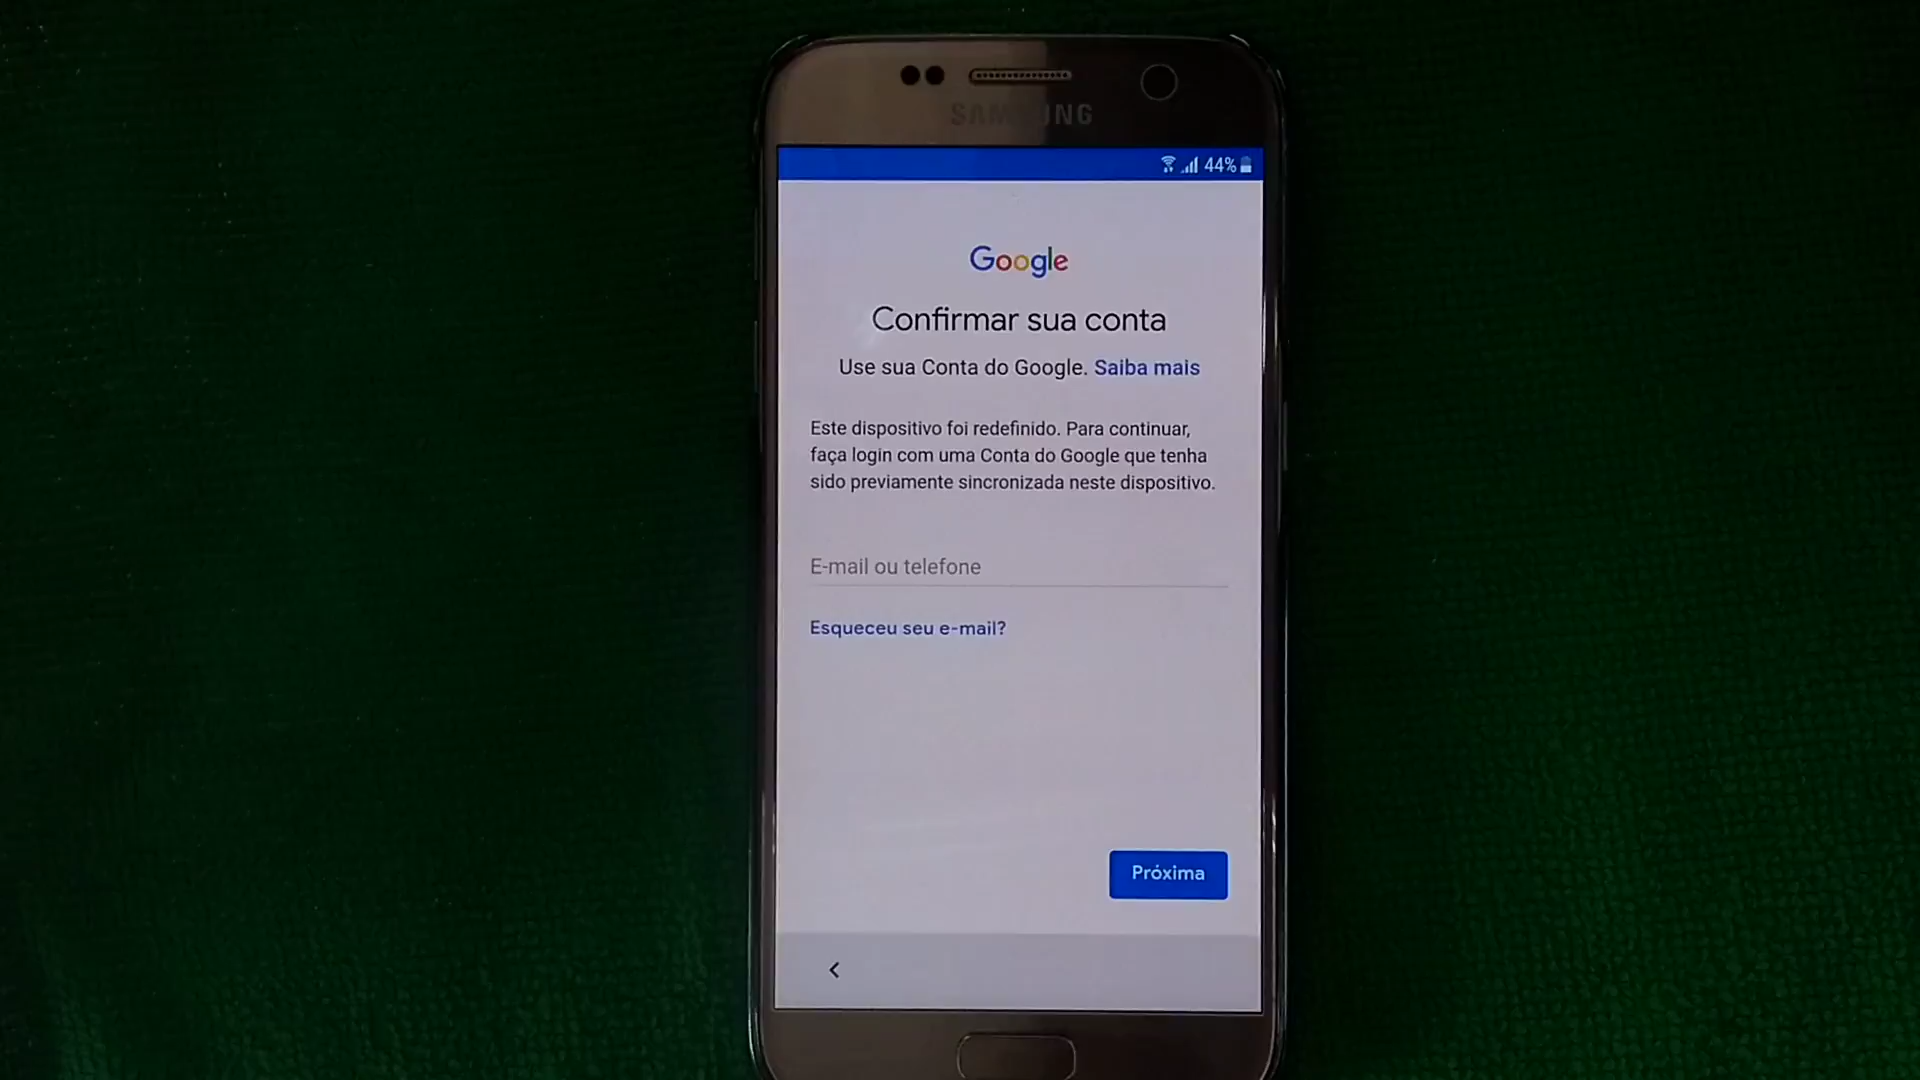 SAMSUNG
44%
Google
Confirmar sua conta
Use sua Conta do Google. Saiba mais
Este dispositivo foi redefinido. Para continuar,
faça login com uma Conta do Google que tenha
sido previamente sincronizada neste dispositivo.
E-mail ou telefone
Esqueceu seu e-mail?
Próxima